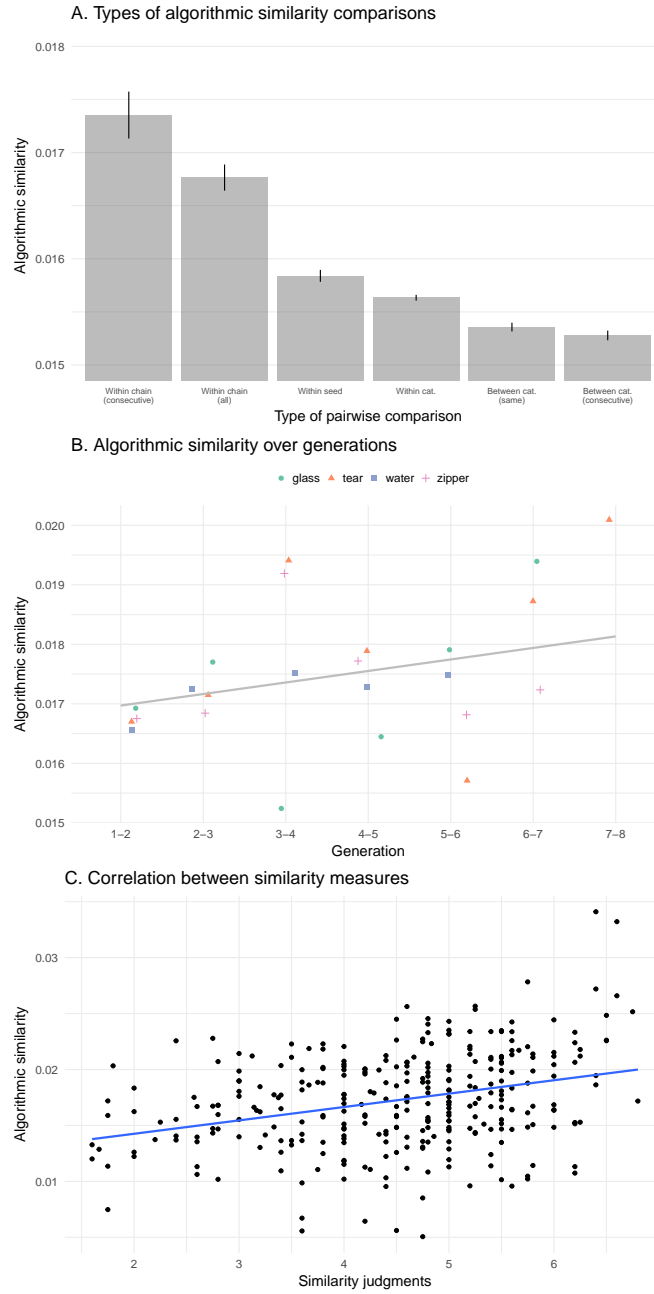 A. Types of algorithmic similarity comparisons
0.018
0.017
0.016
0.015
Algorithmic similarity
Within chain
(consecutive)
Within chain
(all)
Within seed
Within cat.
Between cat.
(same)
Between cat.
(consecutive)
Type of pairwise comparison
B. Algorithmic similarity over generations
glass tear water zipper
0.020
0.019
0.018
0.017
0.016
0.015
Algorithmic similarity
1–2 2–3 3–4 4–5 5–6 6–7 7–8
Generation
C. Correlation between similarity measures
0.03
0.02
0.01
Algorithmic similarity
2 3 4 5 6
Similarity judgments